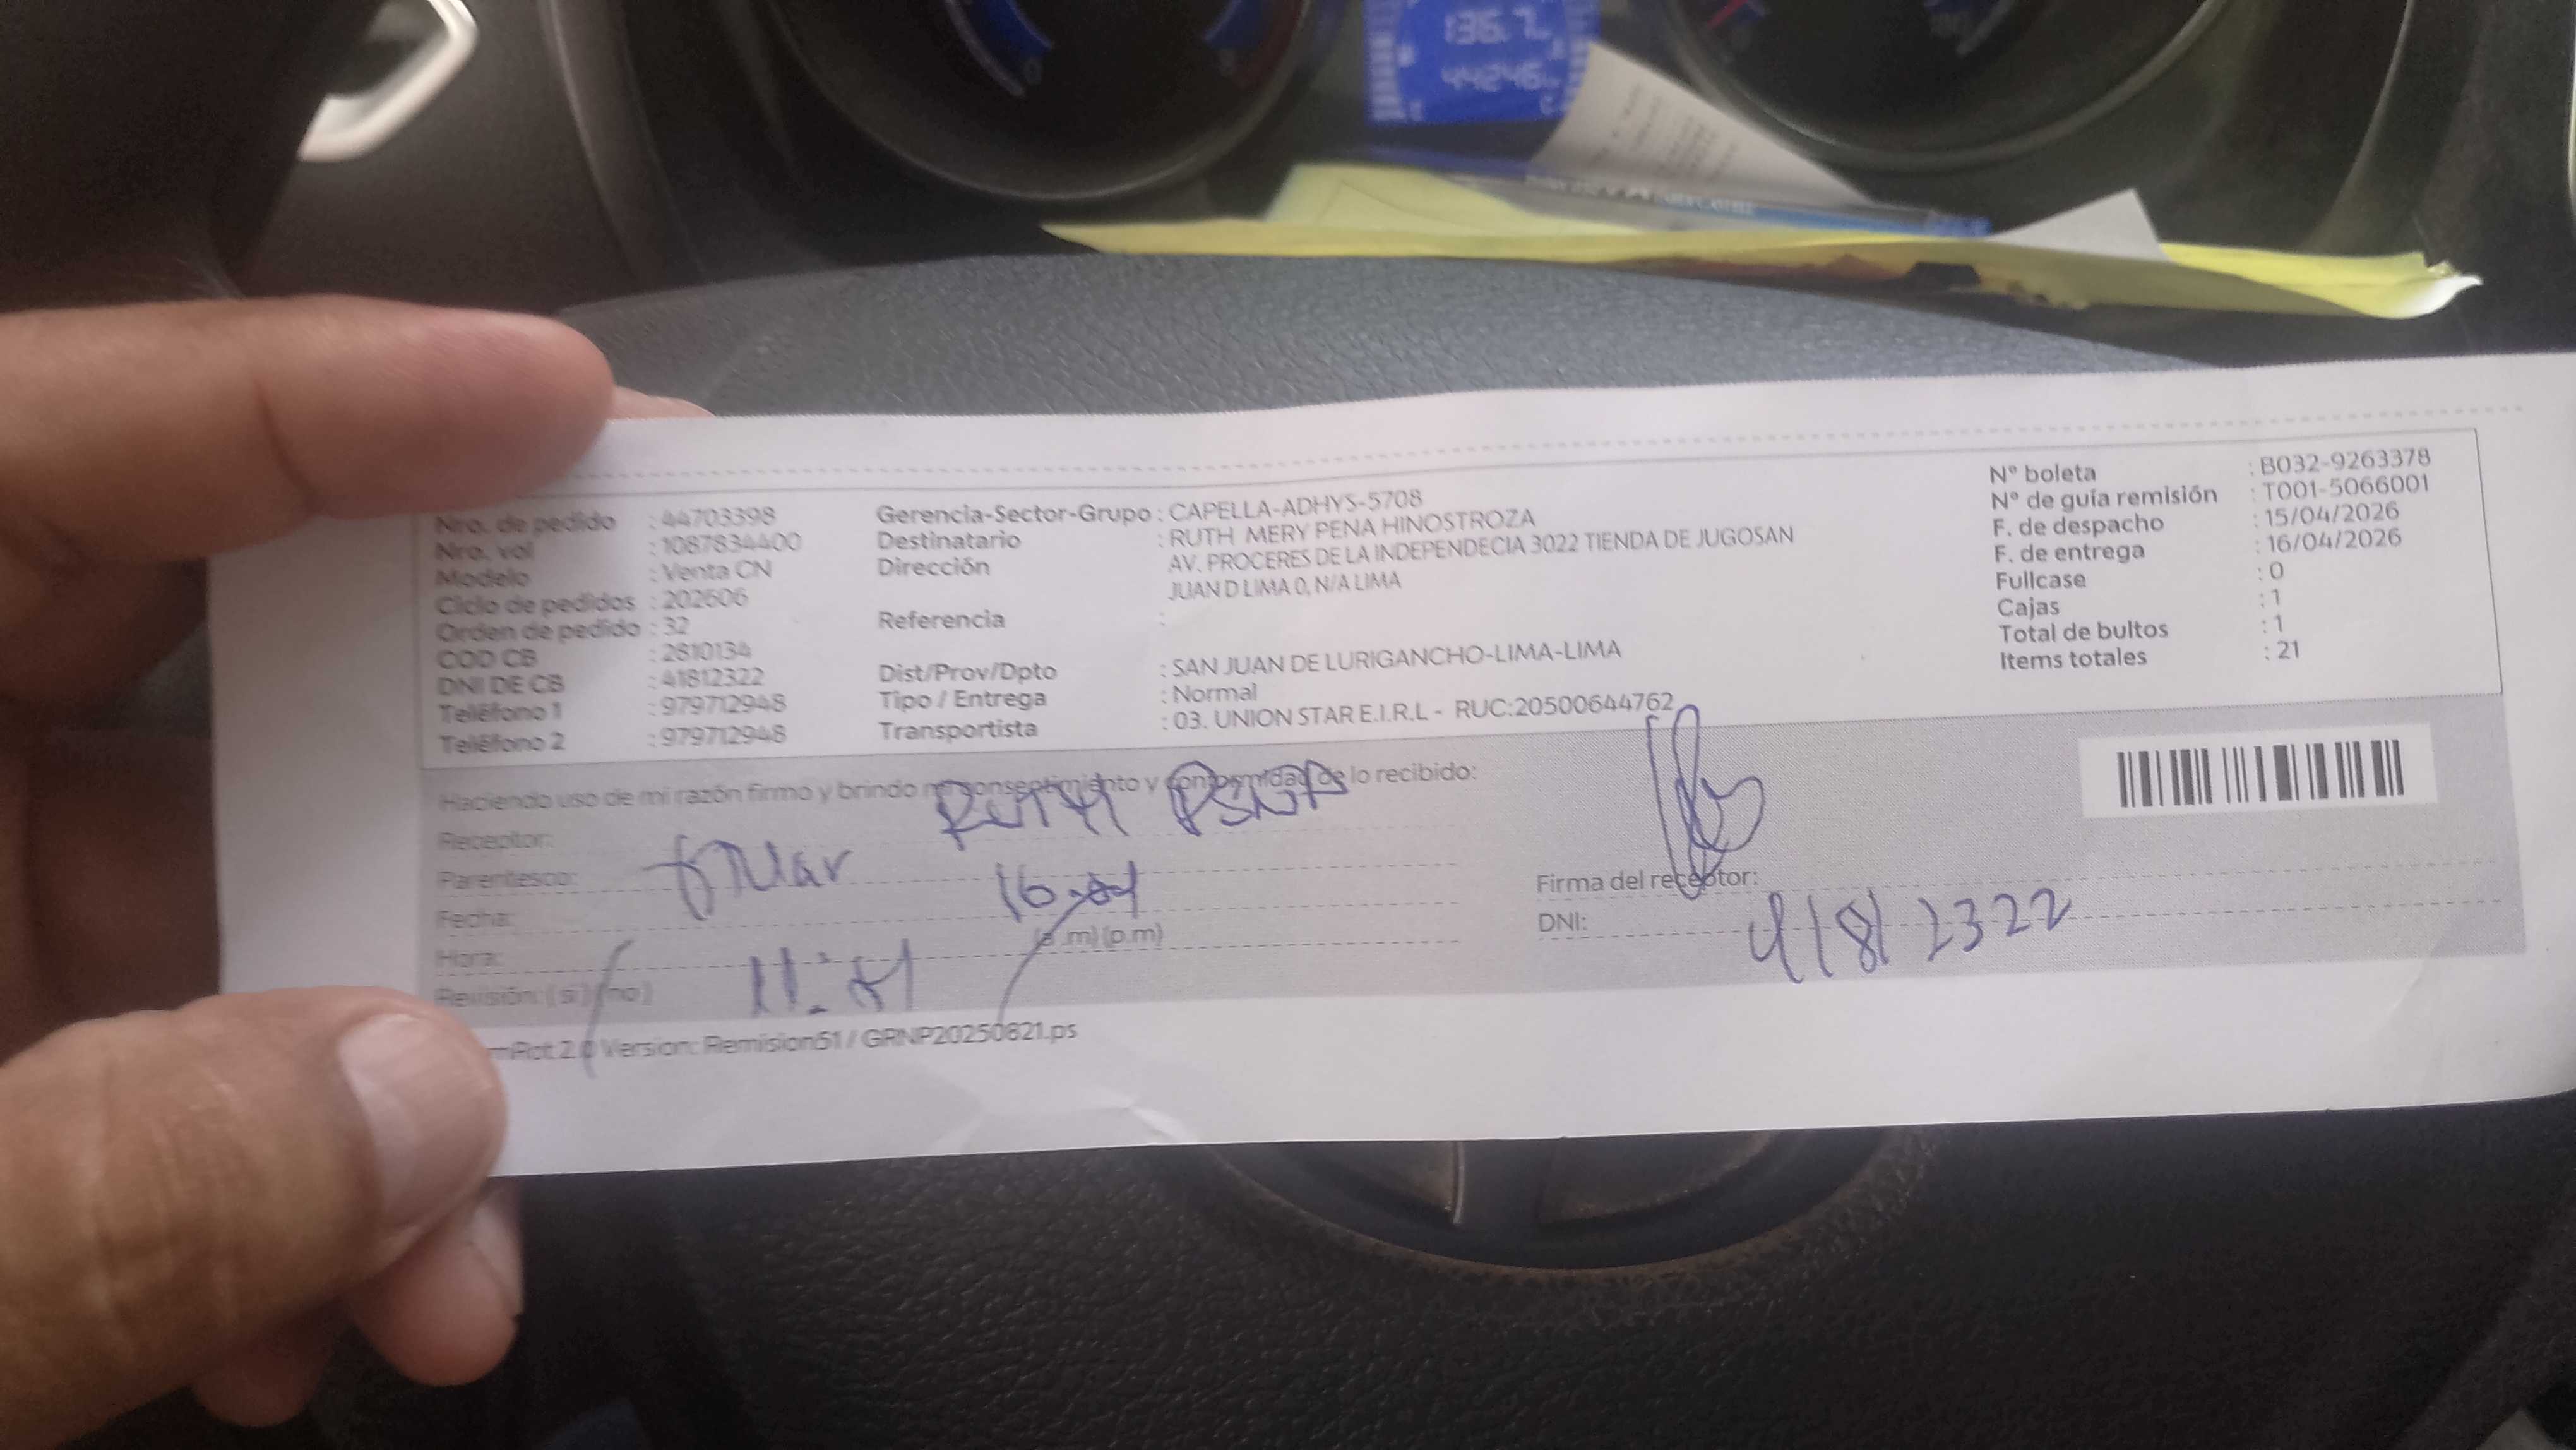 136.7
44246
Nro. de pedido : 44703398
Nro. vol : 1087834400
Modelo : Venta CN
Ciclo de pedidos : 202606
Orden de pedido : 32
COD CB : 2810134
DNI DE CB : 41812322
Teléfono 1 : 979712948
Teléfono 2 : 979712948
Gerencia-Sector-Grupo : CAPELLA-ADHYS-5708
Destinatario : RUTH MERY PENA HINOSTROZA
Dirección : AV. PROCERES DE LA INDEPENDECIA 3022 TIENDA DE JUGOSAN
JUAN D LIMA 0, N/A LIMA
Referencia :
Dist/Prov/Dpto : SAN JUAN DE LURIGANCHO-LIMA-LIMA
Tipo / Entrega : Normal
Transportista : 03. UNION STAR E.I.R.L - RUC:20500644762
N° boleta : B032-9263378
N° de guía remisión : T001-5066001
F. de despacho : 15/04/2026
F. de entrega : 16/04/2026
Fullcase : 0
Cajas : 1
Total de bultos : 1
Items totales : 21
Haciendo uso de mi razón firmo y brindo mi consentimiento y conformidad de lo recibido:
Receptor: RUTH
Parentesco:
Fecha: 16-04
Hora: 11: (a.m) (p.m)
Revisión: ( si ) ( no )
Firma del receptor:
DNI: 41812322
2.0 Version: Remision51 / GRNP20250821.ps